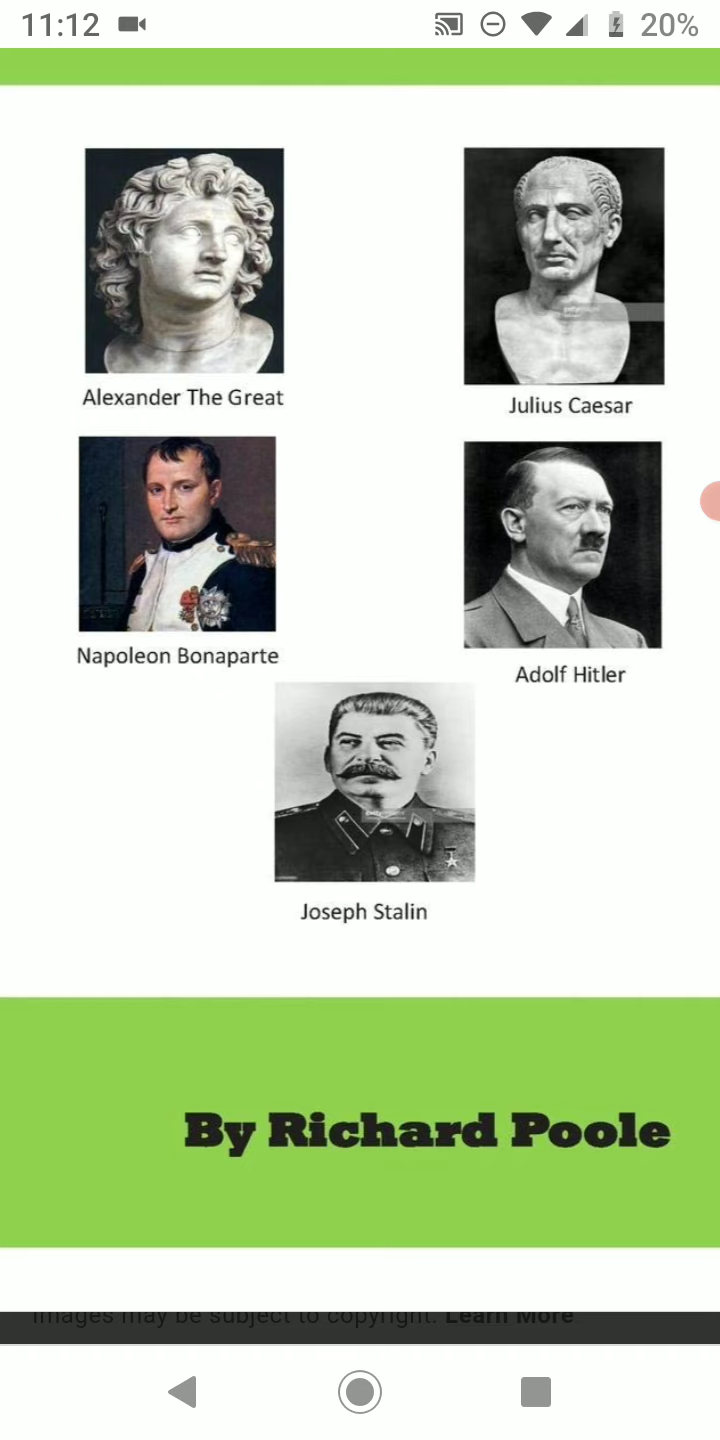 11:12
20%
Alexander The Great
Julius Caesar
Napoleon Bonaparte
Adolf Hitler
Joseph Stalin
By Richard Poole
Images may be subject to copyright. Learn More